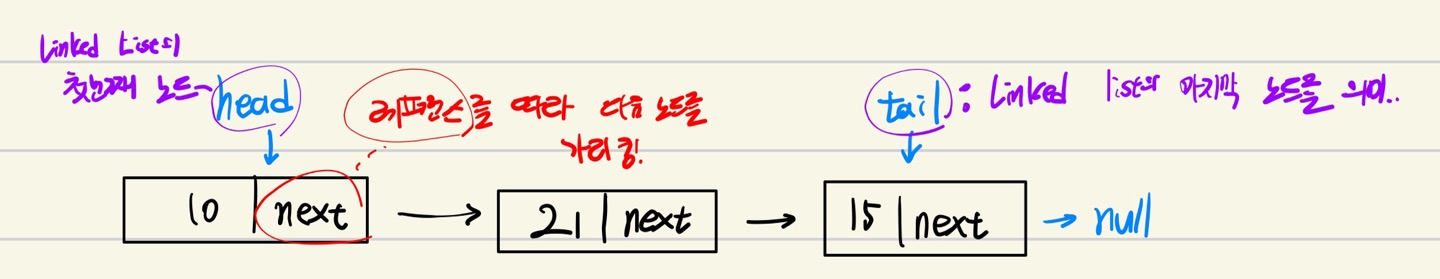 Linked List의
첫번째 노드
head
레퍼런스를 따라 다음 노드를
가리킴!
tail : Linked list의 마지막 노드를 의미..
10 next
21 next
15 next
null